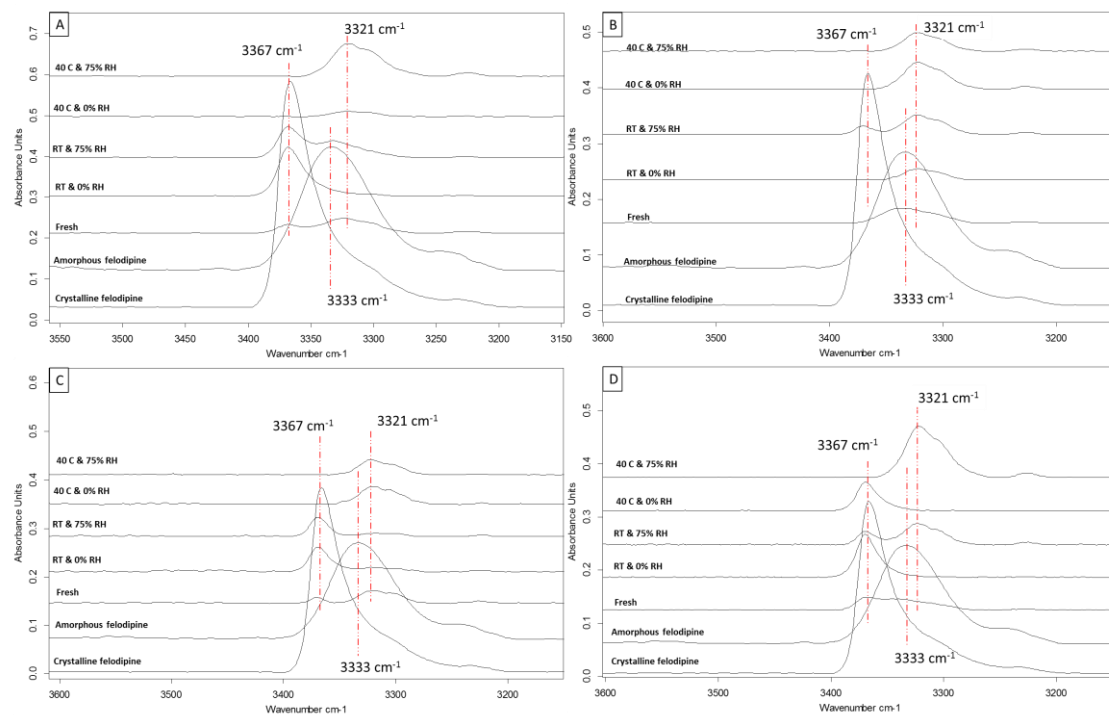 A
3367 cm-1
3321 cm-1
40 C & 75% RH
40 C & 0% RH
RT & 75% RH
RT & 0% RH
Fresh
Amorphous felodipine
Crystalline felodipine
3333 cm-1
Absorbance Units
0.7
0.6
0.5
0.4
0.3
0.2
0.1
0.0
3550 3500 3450 3400 3350 3300 3250 3200 3150
Wavenumber cm-1
B
3367 cm-1
3321 cm-1
40 C & 75% RH
40 C & 0% RH
RT & 75% RH
RT & 0% RH
Fresh
Amorphous felodipine
Crystalline felodipine
3333 cm-1
Absorbance Units
0.5
0.4
0.3
0.2
0.1
0.0
3600 3500 3400 3300 3200
Wavenumber cm-1
C
3367 cm-1
3321 cm-1
40 C & 75% RH
40 C & 0% RH
RT & 75% RH
RT & 0% RH
Fresh
Amorphous felodipine
Crystalline felodipine
3333 cm-1
Absorbance Units
0.6
0.5
0.4
0.3
0.2
0.1
0.0
3600 3500 3400 3300 3200
Wavenumber cm-1
D
3367 cm-1
3321 cm-1
40 C & 75% RH
40 C & 0% RH
RT & 75% RH
RT & 0% RH
Fresh
Amorphous felodipine
Crystalline felodipine
3333 cm-1
Absorbance Units
0.5
0.4
0.3
0.2
0.1
0.0
3600 3500 3400 3300 3200
Wavenumber cm-1